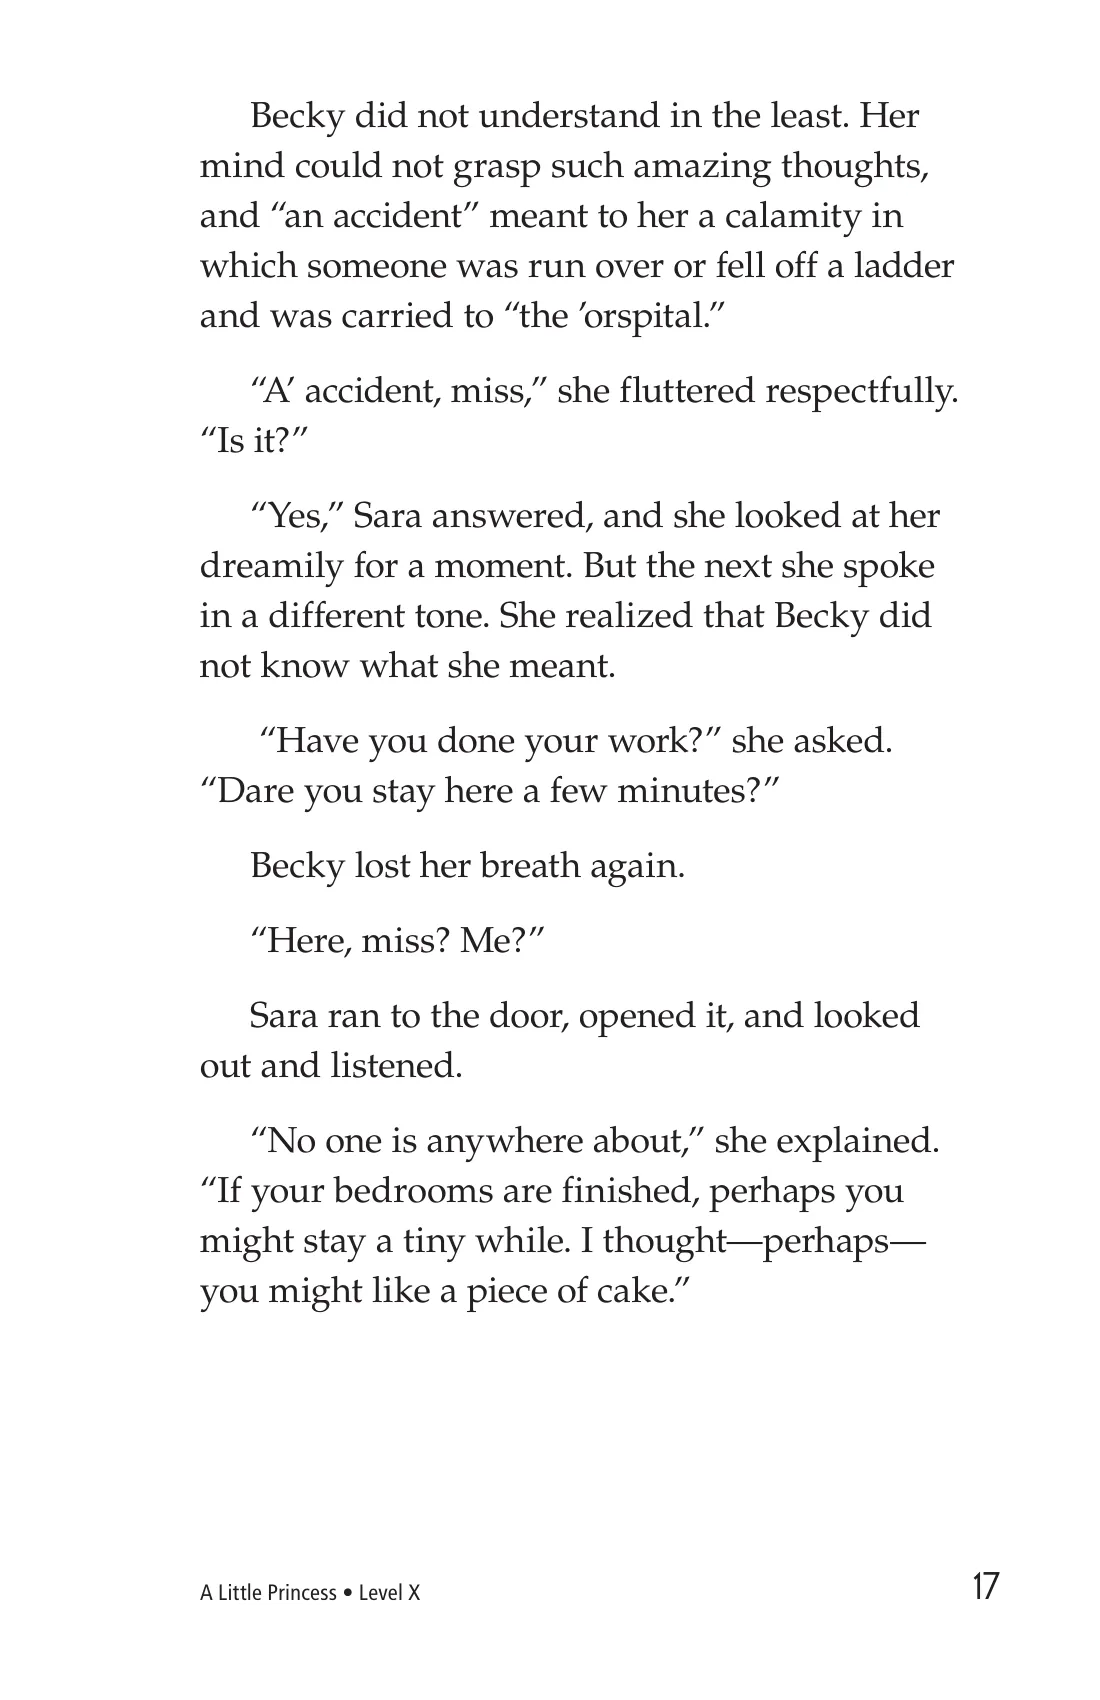 Becky did not understand in the least. Her
mind could not grasp such amazing thoughts,
and “an accident” meant to her a calamity in
which someone was run over or fell off a ladder
and was carried to “the ’orspital.”
“A’ accident, miss,” she fluttered respectfully.
“Is it?”
“Yes,” Sara answered, and she looked at her
dreamily for a moment. But the next she spoke
in a different tone. She realized that Becky did
not know what she meant.
“Have you done your work?” she asked.
“Dare you stay here a few minutes?”
Becky lost her breath again.
“Here, miss? Me?”
Sara ran to the door, opened it, and looked
out and listened.
“No one is anywhere about,” she explained.
“If your bedrooms are finished, perhaps you
might stay a tiny while. I thought—perhaps—
you might like a piece of cake.”
A Little Princess • Level X
17